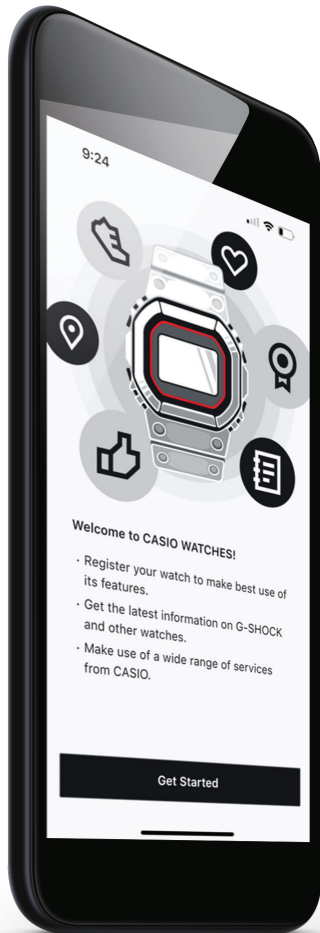 9:24
Welcome to CASIO WATCHES!
· Register your watch to make best use of
its features.
· Get the latest information on G-SHOCK
and other watches.
· Make use of a wide range of services
from CASIO.
Get Started